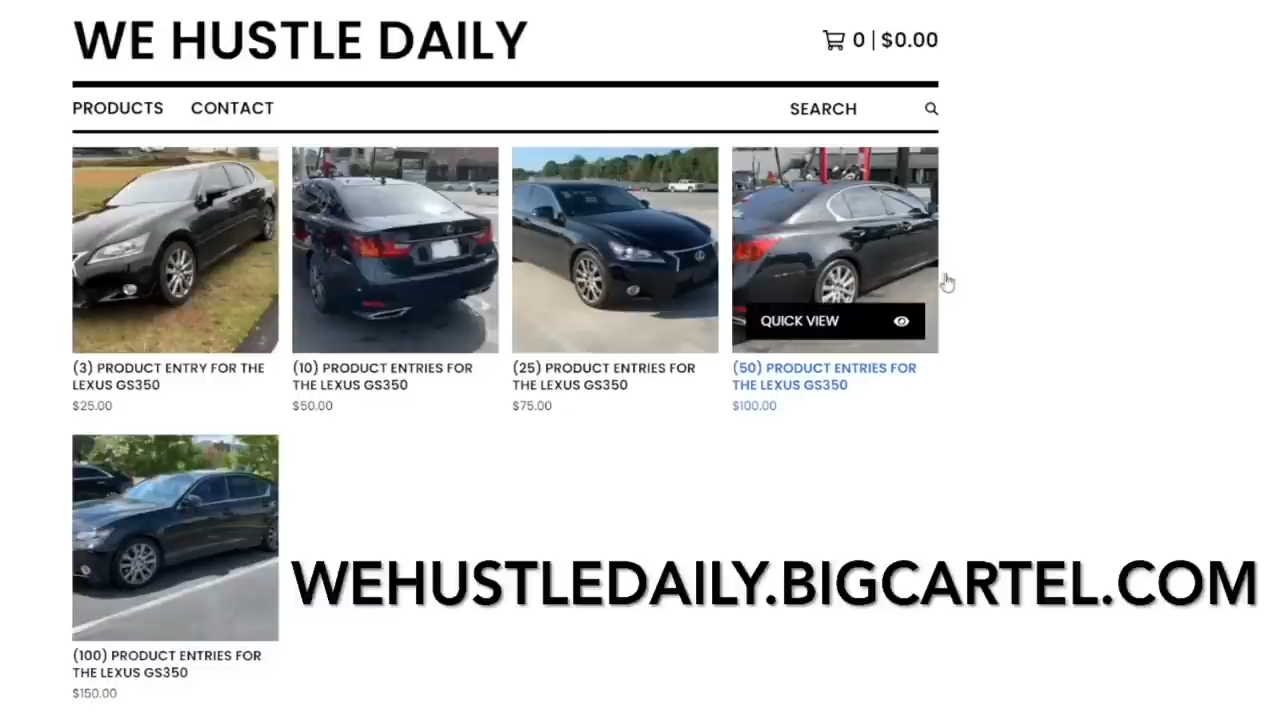 WE HUSTLE DAILY
0 | $0.00
PRODUCTS CONTACT SEARCH
(3) PRODUCT ENTRY FOR THE
LEXUS GS350
$25.00
(10) PRODUCT ENTRIES FOR
THE LEXUS GS350
$50.00
(25) PRODUCT ENTRIES FOR
THE LEXUS GS350
$75.00
QUICK VIEW
(50) PRODUCT ENTRIES FOR
THE LEXUS GS350
$100.00
WEHUSTLEDAILY.BIGCARTEL.COM
(100) PRODUCT ENTRIES FOR
THE LEXUS GS350
$150.00